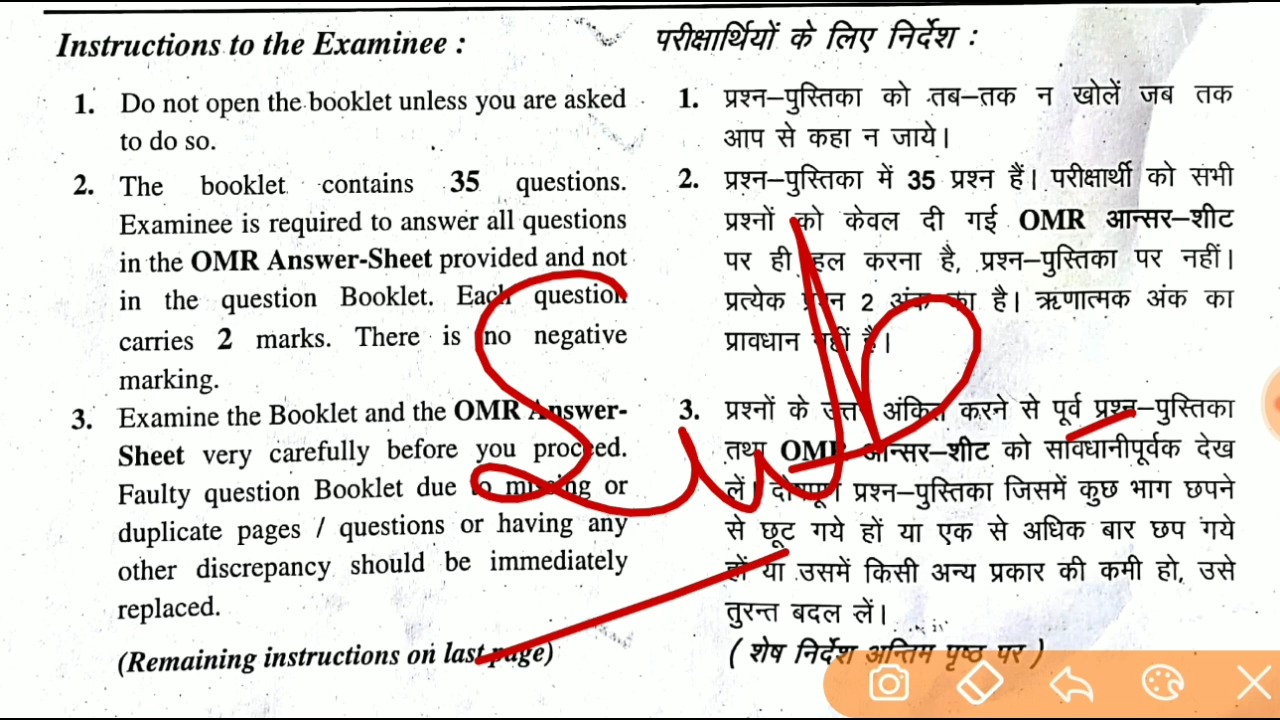 Instructions to the Examinee :
1. Do not open the booklet unless you are asked
to do so.
2. The booklet contains 35 questions.
Examinee is required to answer all questions
in the OMR Answer-Sheet provided and not
in the question Booklet. Each question
carries 2 marks. There is no negative
marking.
3. Examine the Booklet and the OMR Answer-
Sheet very carefully before you proceed.
Faulty question Booklet due to missing or
duplicate pages / questions or having any
other discrepancy should be immediately
replaced.
(Remaining instructions on last page)
परीक्षार्थियों के लिए निर्देश :
1. प्रश्न–पुस्तिका को तब–तक न खोलें जब तक
आप से कहा न जाये।
2. प्रश्न–पुस्तिका में 35 प्रश्न हैं। परीक्षार्थी को सभी
प्रश्नों को केवल दी गई OMR आन्सर–शीट
पर ही हल करना है, प्रश्न–पुस्तिका पर नहीं।
प्रत्येक प्रश्न 2 अंक का है। ऋणात्मक अंक का
प्रावधान नहीं है।
3. प्रश्नों के उत्तर अंकित करने से पूर्व प्रश्न–पुस्तिका
तथा OMR आन्सर–शीट को सावधानीपूर्वक देख
लें। दोषपूर्ण प्रश्न–पुस्तिका जिसमें कुछ भाग छपने
से छूट गये हों या एक से अधिक बार छप गये
हों या उसमें किसी अन्य प्रकार की कमी हो, उसे
तुरन्त बदल लें।
( शेष निर्देश अन्तिम पृष्ठ पर )
Sub